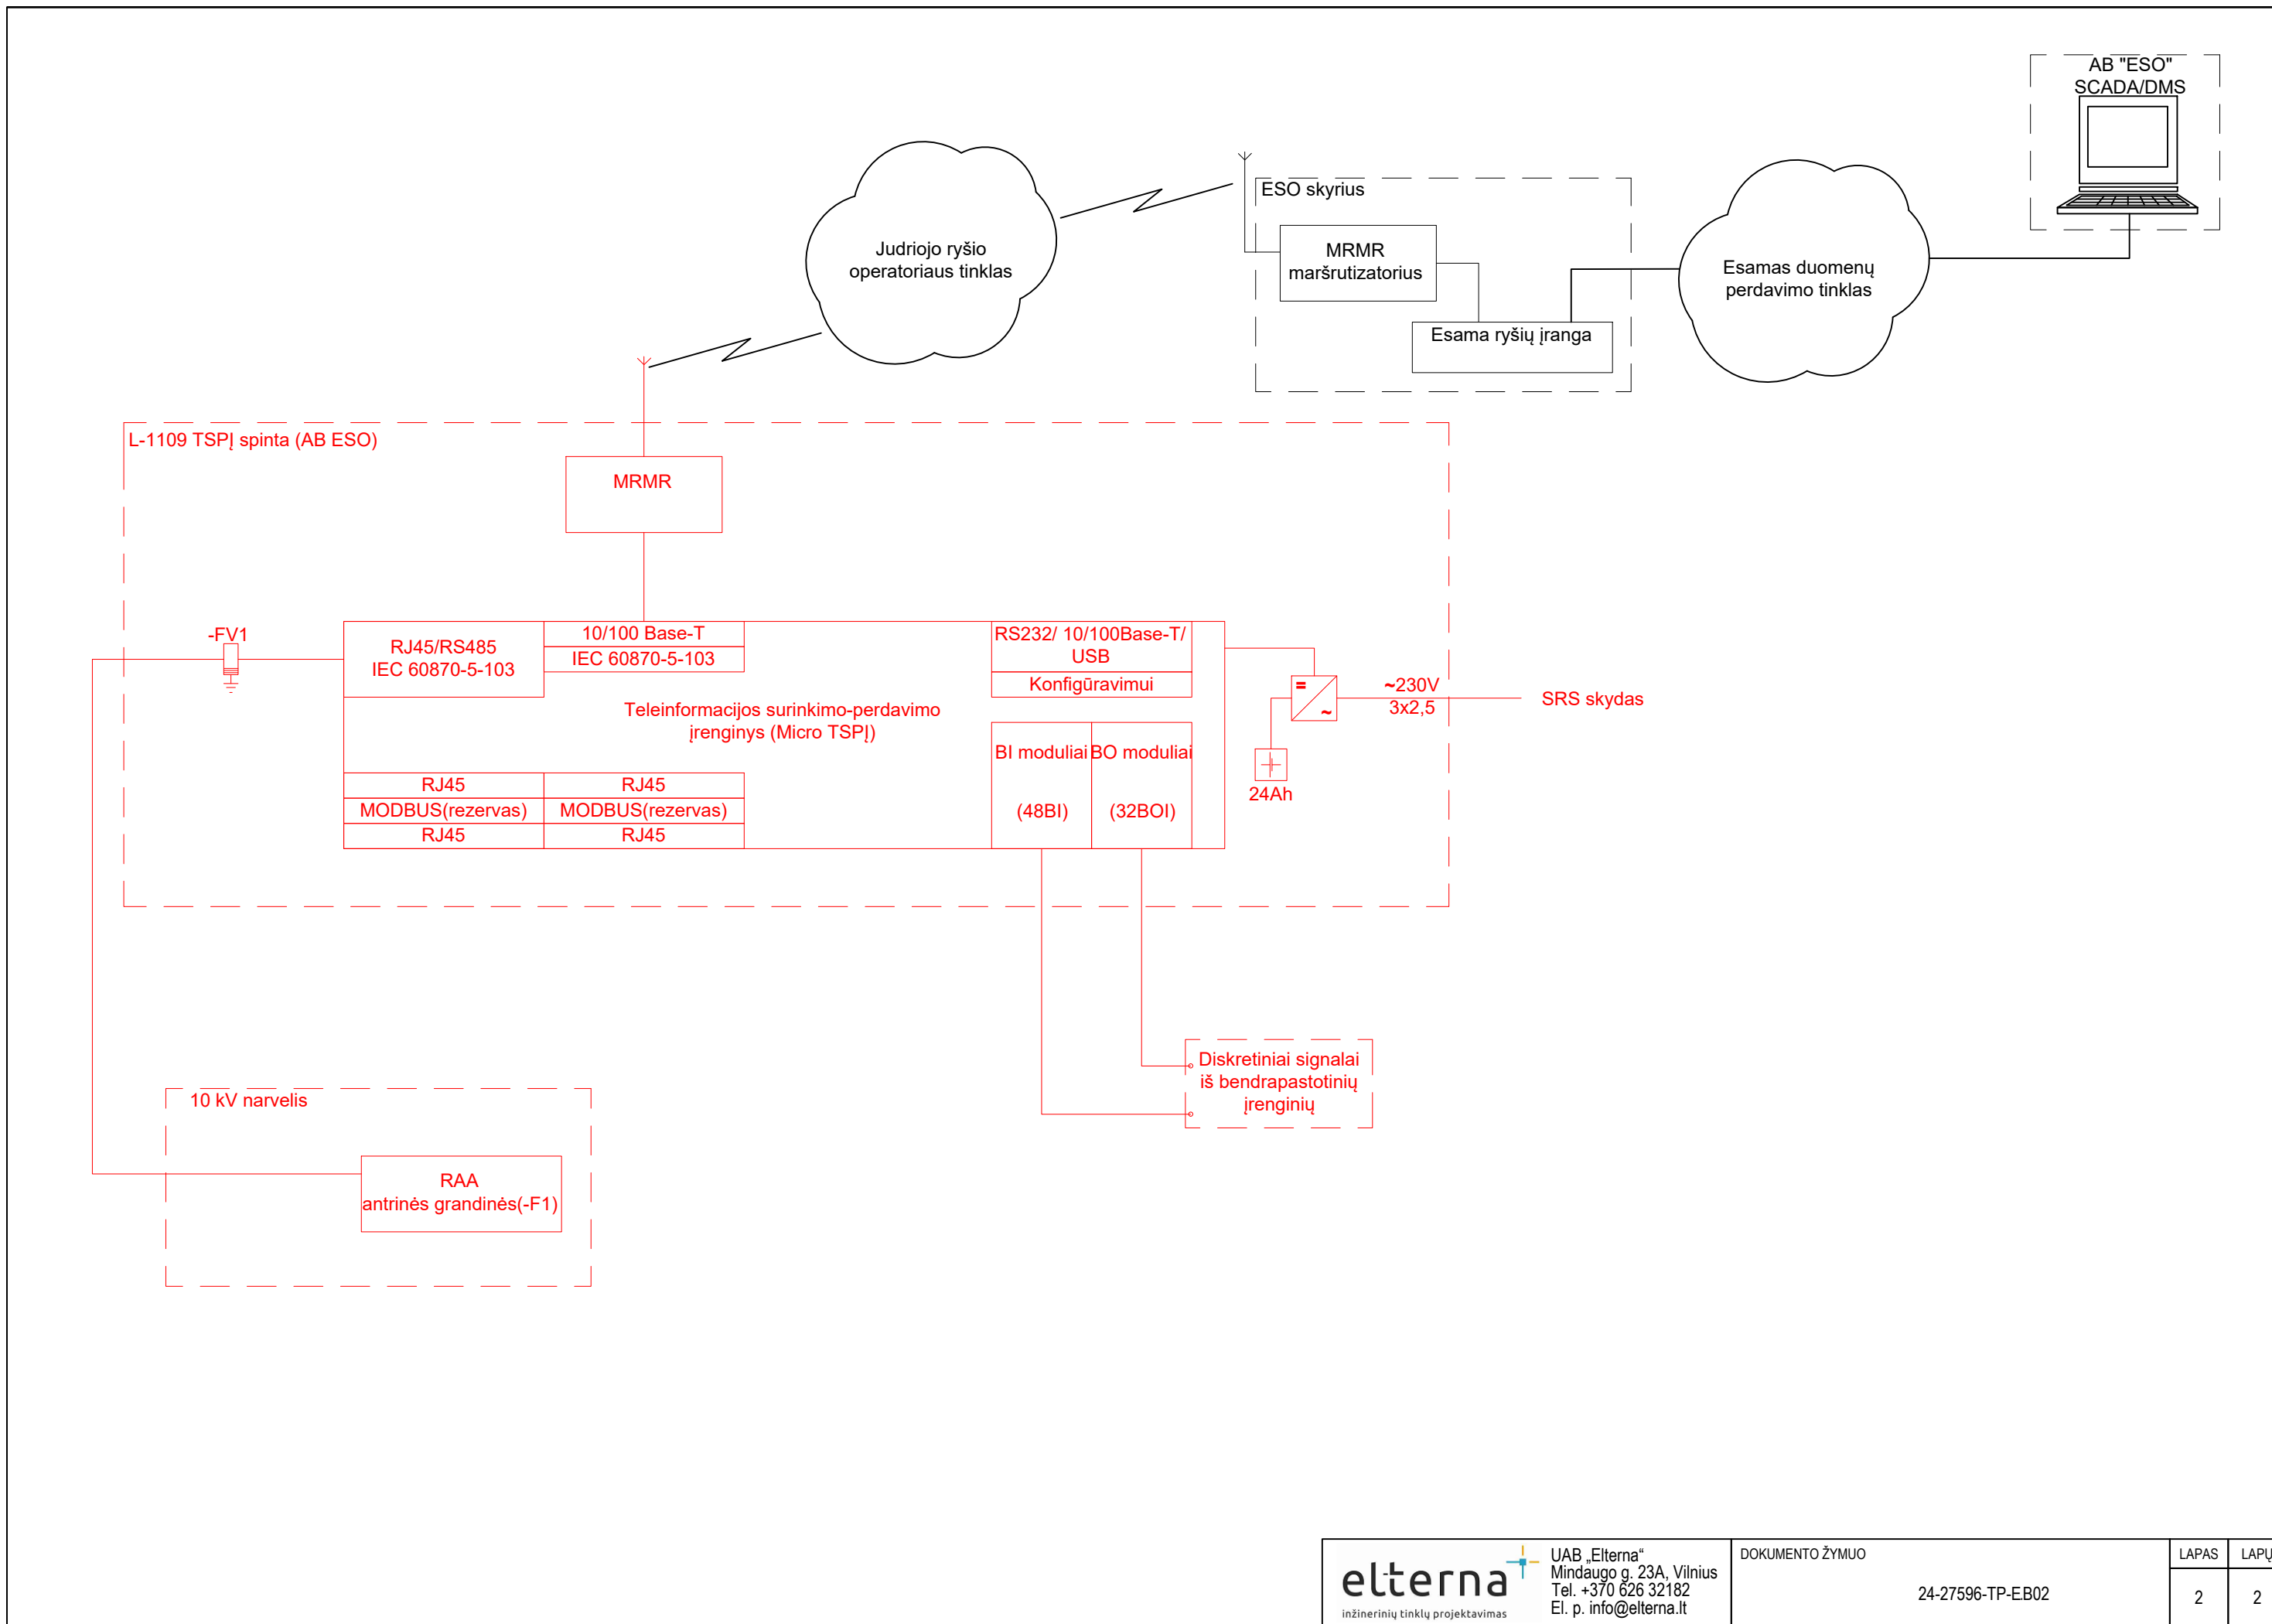 AB "ESO"
SCADA/DMS
ESO skyrius
Judriojo ryšio
operatoriaus tinklas
MRMR
maršrutizatorius
Esama ryšių įranga
Esamas duomenų
perdavimo tinklas
L-1109 TSPĮ spinta (AB ESO)
MRMR
-FV1
RJ45/RS485
IEC 60870-5-103
10/100 Base-T
IEC 60870-5-103
RS232/ 10/100Base-T/
USB
Konfigūravimui
Teleinformacijos surinkimo-perdavimo
įrenginys (Micro TSPĮ)
BI moduliai
(48BI)
BO moduliai
(32BOI)
RJ45
MODBUS(rezervas)
RJ45
RJ45
MODBUS(rezervas)
RJ45
=
~
~230V
3x2,5
SRS skydas
24Ah
Diskretiniai signalai
iš bendrapastotinių
įrenginių
10 kV narvelis
RAA
antrinės grandinės(-F1)
elterna
inžinerinių tinklų projektavimas
UAB „Elterna“
Mindaugo g. 23A, Vilnius
Tel. +370 626 32182
El. p. info@elterna.lt
DOKUMENTO ŽYMUO
24-27596-TP-E.B02
LAPAS
2
LAPŲ
2